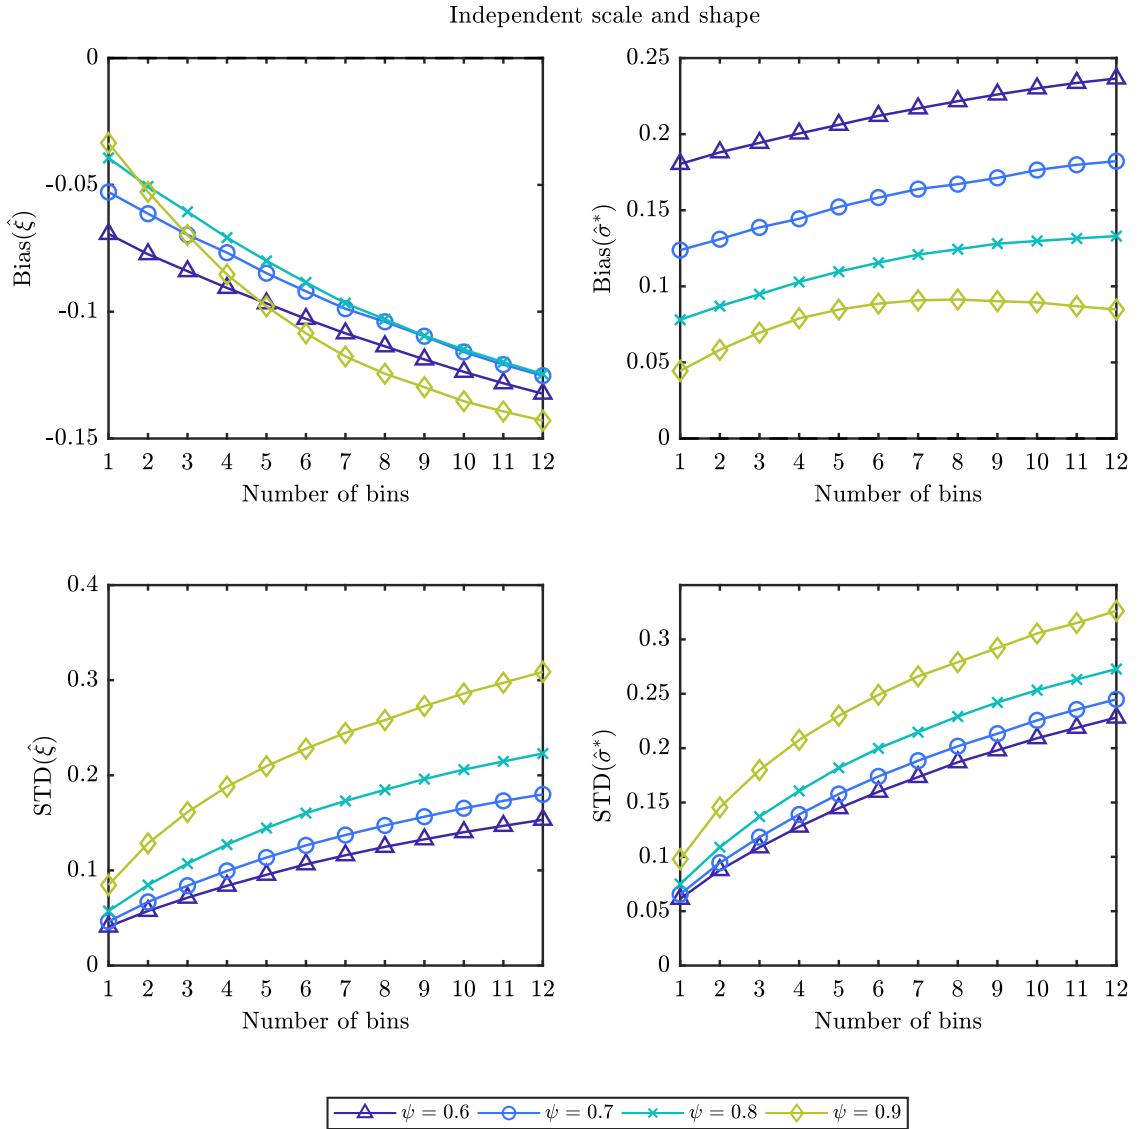 Independent scale and shape
0
-0.05
-0.1
-0.15
Bias(ξ̂)
1 2 3 4 5 6 7 8 9 10 11 12
Number of bins
0.25
0.2
0.15
0.1
0.05
0
Bias(σ̂*)
1 2 3 4 5 6 7 8 9 10 11 12
Number of bins
0.4
0.3
0.2
0.1
0
STD(ξ̂)
1 2 3 4 5 6 7 8 9 10 11 12
Number of bins
0.3
0.25
0.2
0.15
0.1
0.05
0
STD(σ̂*)
1 2 3 4 5 6 7 8 9 10 11 12
Number of bins
ψ = 0.6 ψ = 0.7 ψ = 0.8 ψ = 0.9